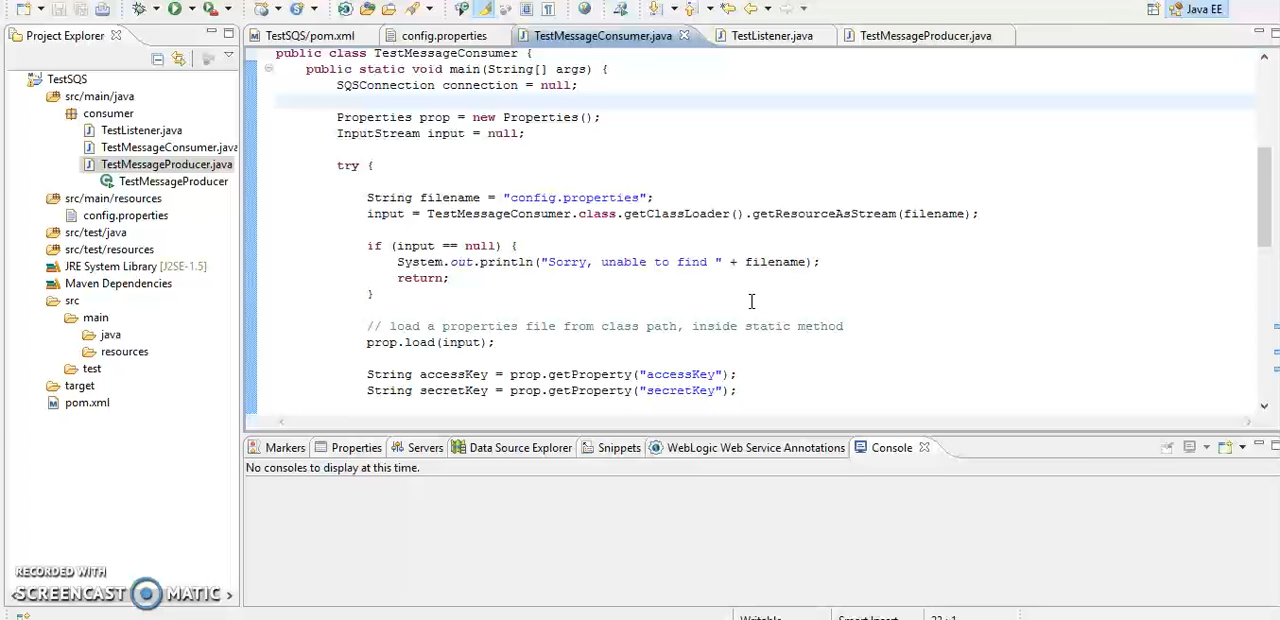 Java EE
Project Explorer
TestSQS/pom.xml
config.properties
TestMessageConsumer.java
TestListener.java
TestMessageProducer.java
TestSQS
src/main/java
consumer
TestListener.java
TestMessageConsumer.java
TestMessageProducer.java
TestMessageProducer
src/main/resources
config.properties
src/test/java
src/test/resources
JRE System Library [J2SE-1.5]
Maven Dependencies
src
main
java
resources
test
target
pom.xml
public class TestMessageConsumer {
public static void main(String[] args) {
SQSConnection connection = null;
Properties prop = new Properties();
InputStream input = null;
try {
String filename = "config.properties";
input = TestMessageConsumer.class.getClassLoader().getResourceAsStream(filename);
if (input == null) {
System.out.println("Sorry, unable to find " + filename);
return;
}
// load a properties file from class path, inside static method
prop.load(input);
String accessKey = prop.getProperty("accessKey");
String secretKey = prop.getProperty("secretKey");
Markers
Properties
Servers
Data Source Explorer
Snippets
WebLogic Web Service Annotations
Console
No consoles to display at this time.
RECORDED WITH
SCREENCAST MATIC